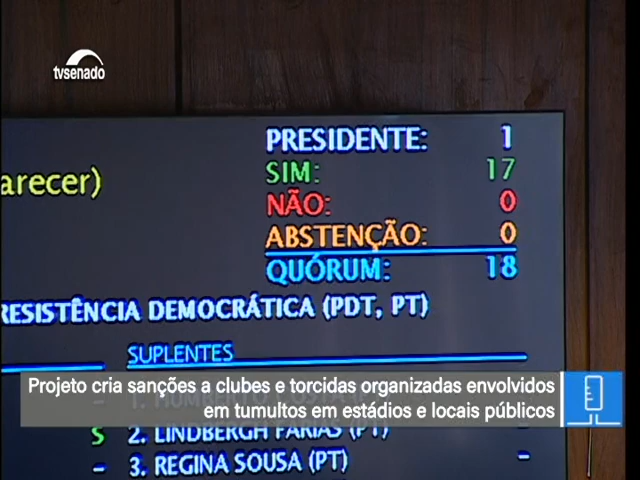 tvsenado
PRESIDENTE: 1
arecer)
SIM: 17
NÃO: 0
ABSTENÇÃO: 0
QUÓRUM: 18
RESISTÊNCIA DEMOCRÁTICA (PDT, PT)
SUPLENTES
Projeto cria sanções a clubes e torcidas organizadas envolvidos
em tumultos em estádios e locais públicos
S 2. LINDBERGH FARIAS (PT)
- 3. REGINA SOUSA (PT) -